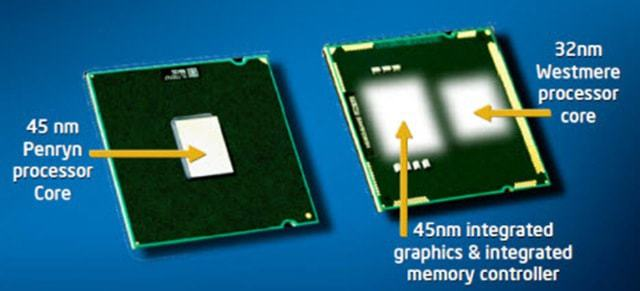 45 nm
Penryn
processor
Core
32nm
Westmere
processor
core
45nm integrated
graphics & integrated
memory controller